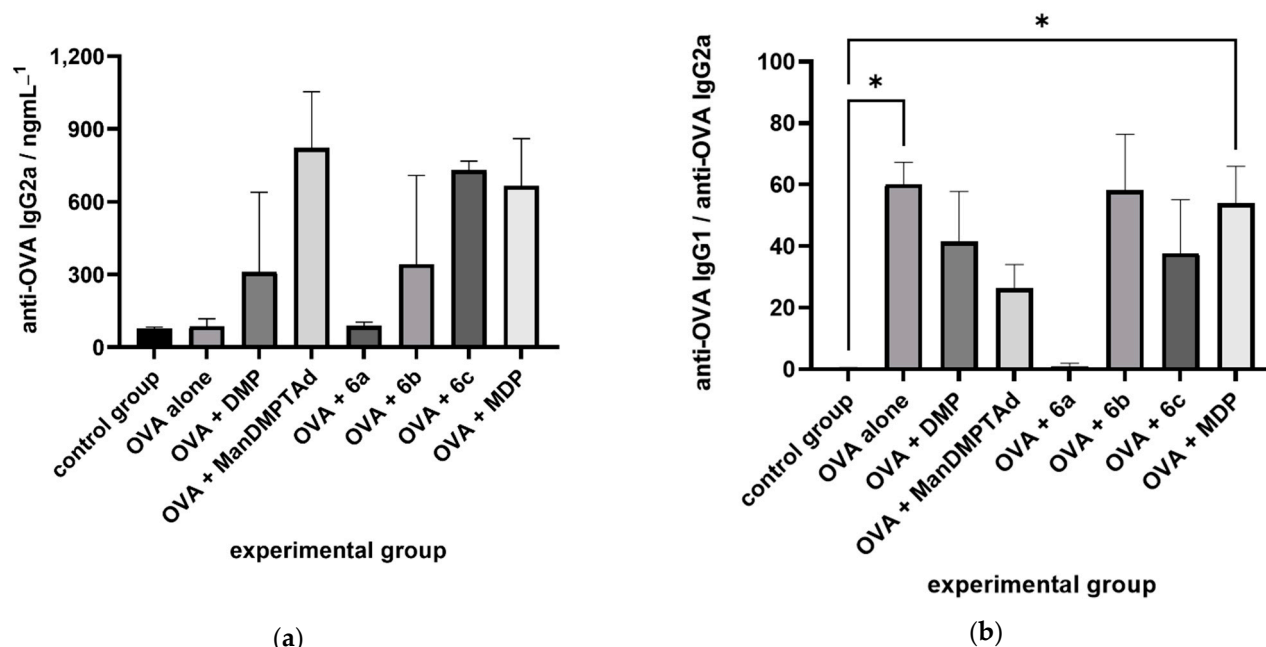 anti-OVA IgG2a / ngmL⁻¹
1,200
900
600
300
0
control group
OVA alone
OVA + DMP
OVA + ManDMPTAd
OVA + 6a
OVA + 6b
OVA + 6c
OVA + MDP
experimental group
(a)
anti-OVA IgG1 / anti-OVA IgG2a
100
80
60
40
20
0
*
*
control group
OVA alone
OVA + DMP
OVA + ManDMPTAd
OVA + 6a
OVA + 6b
OVA + 6c
OVA + MDP
experimental group
(b)